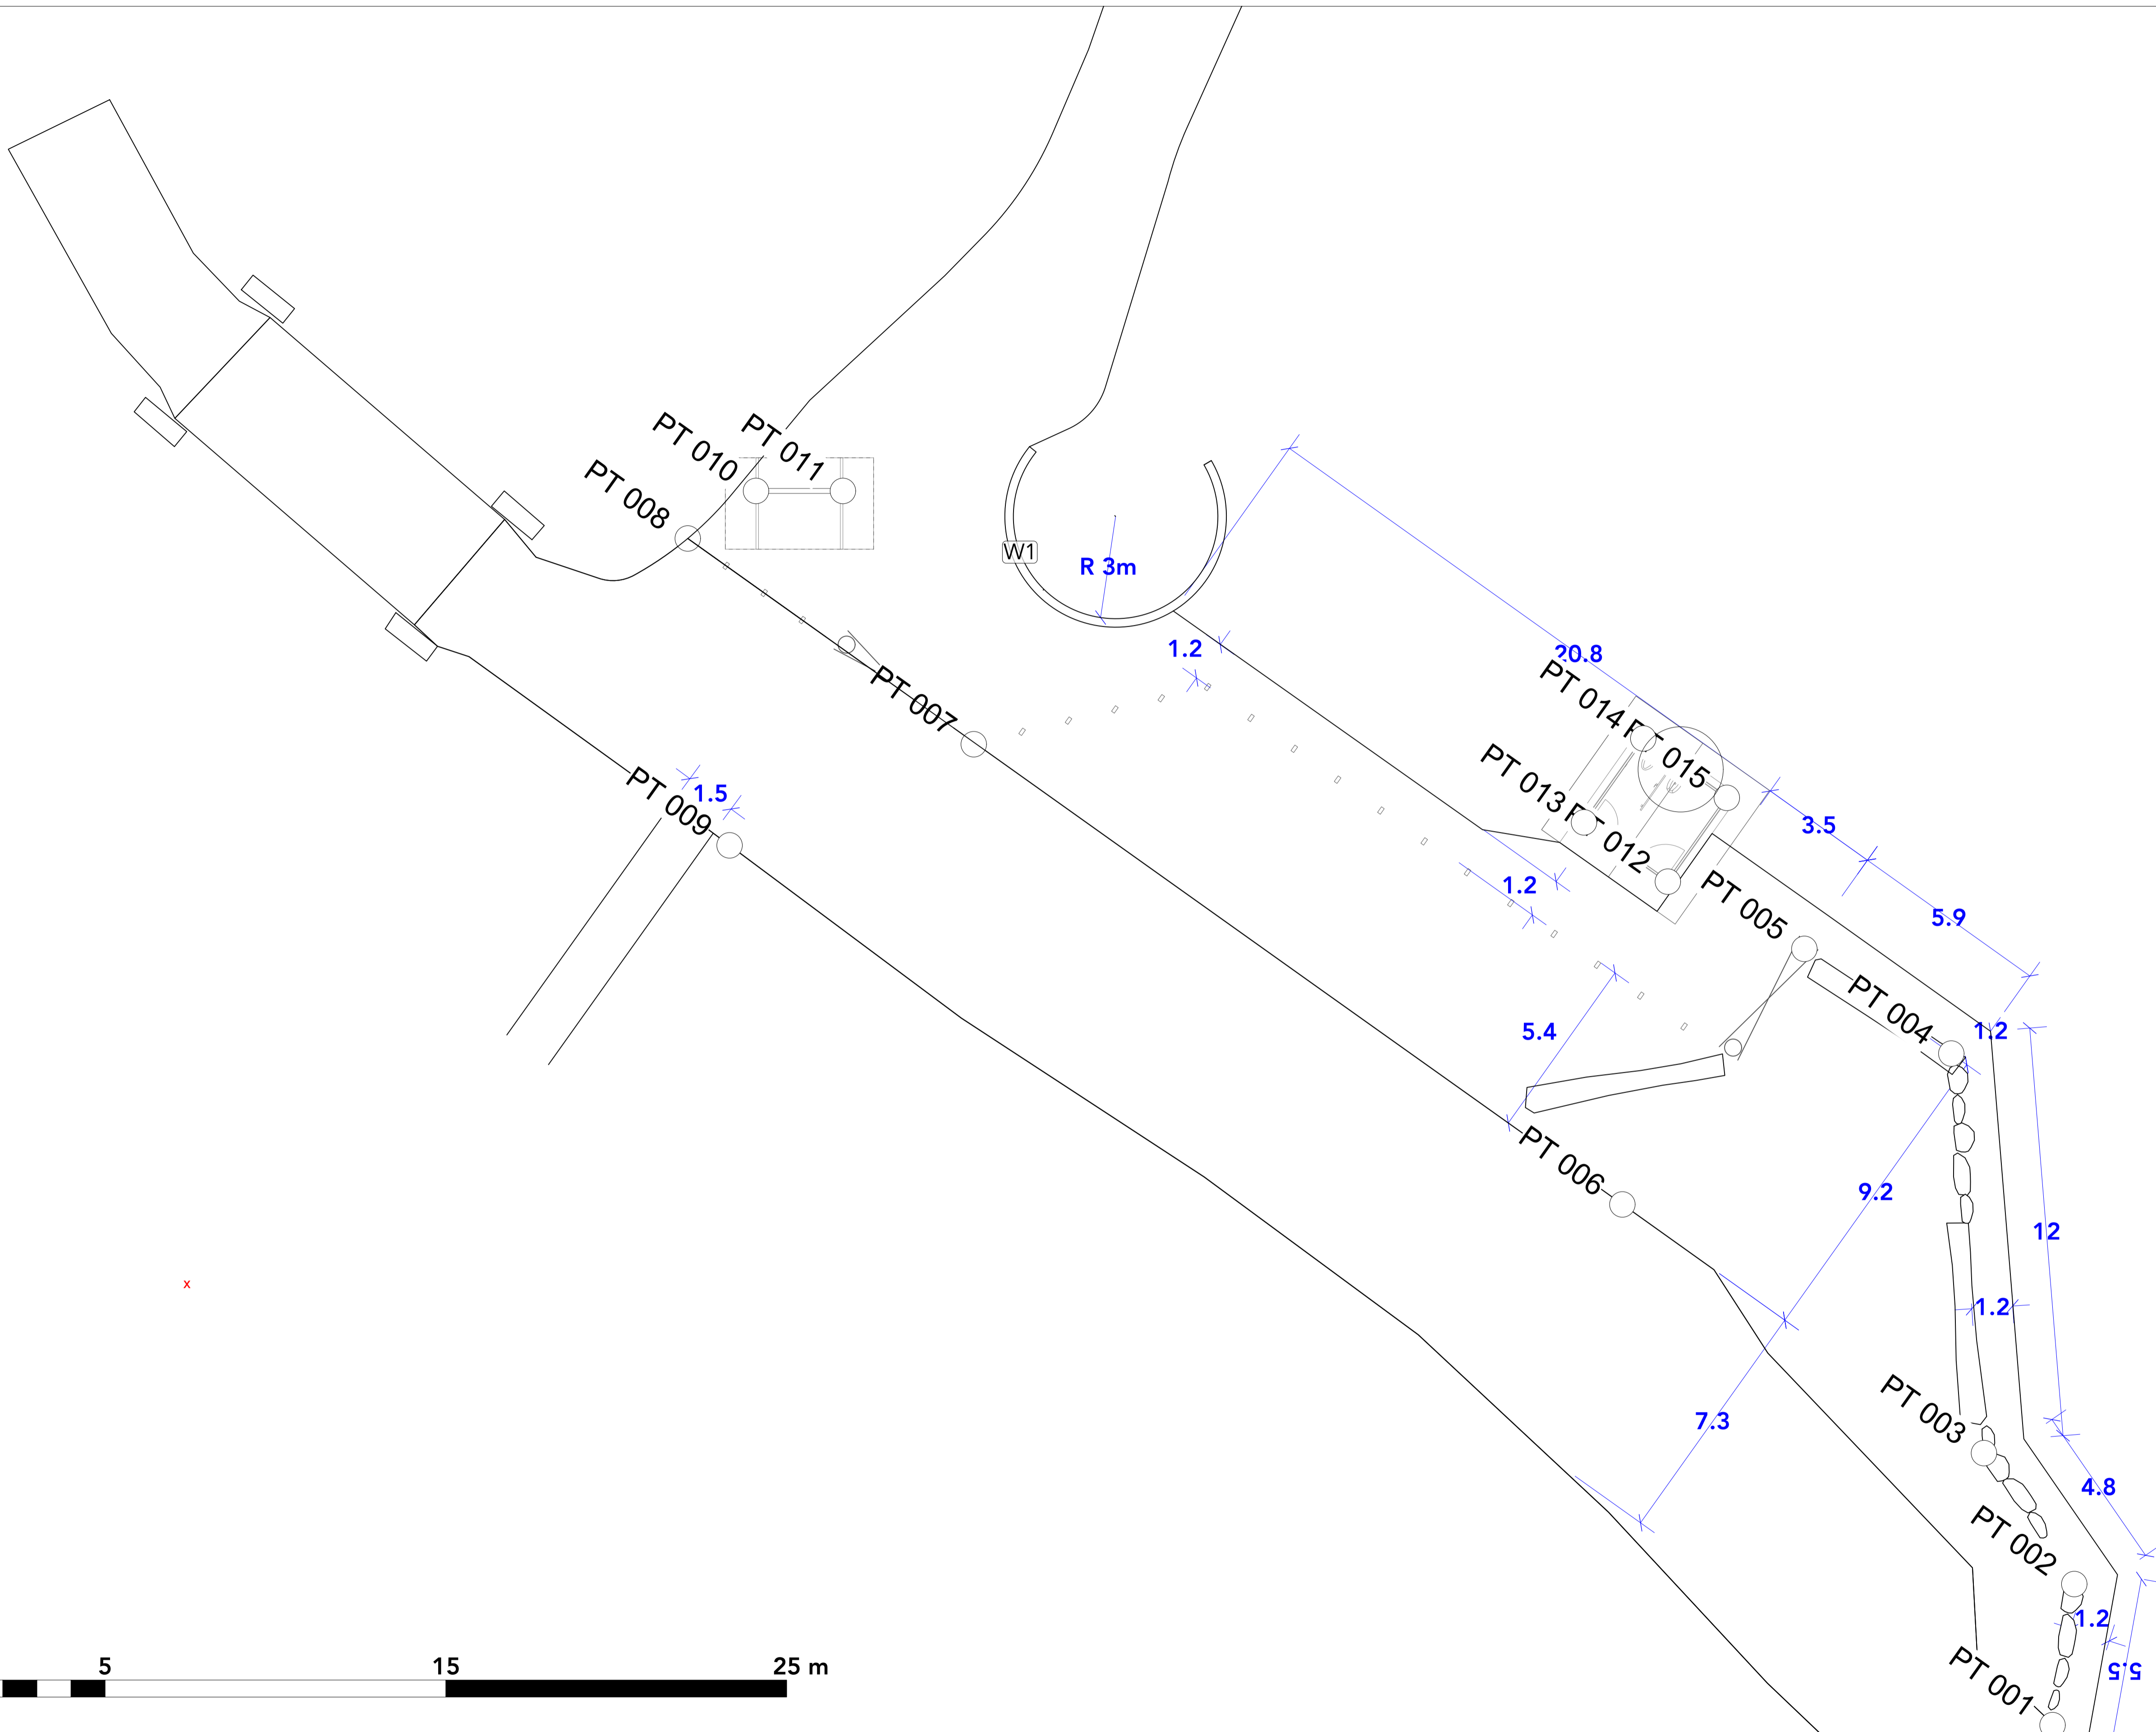 PT 010
PT 011
PT 008
W1
R 3m
1.2
20.8
PT 014
PT 007
PT 015
PT 013
1.5
PT 009
3.5
PT 012
1.2
PT 005
5.9
PT 004
1.2
5.4
PT 006
9.2
12
x
1.2
PT 003
7.3
4.8
PT 002
1.2
5.5
PT 001
5
15
25 m